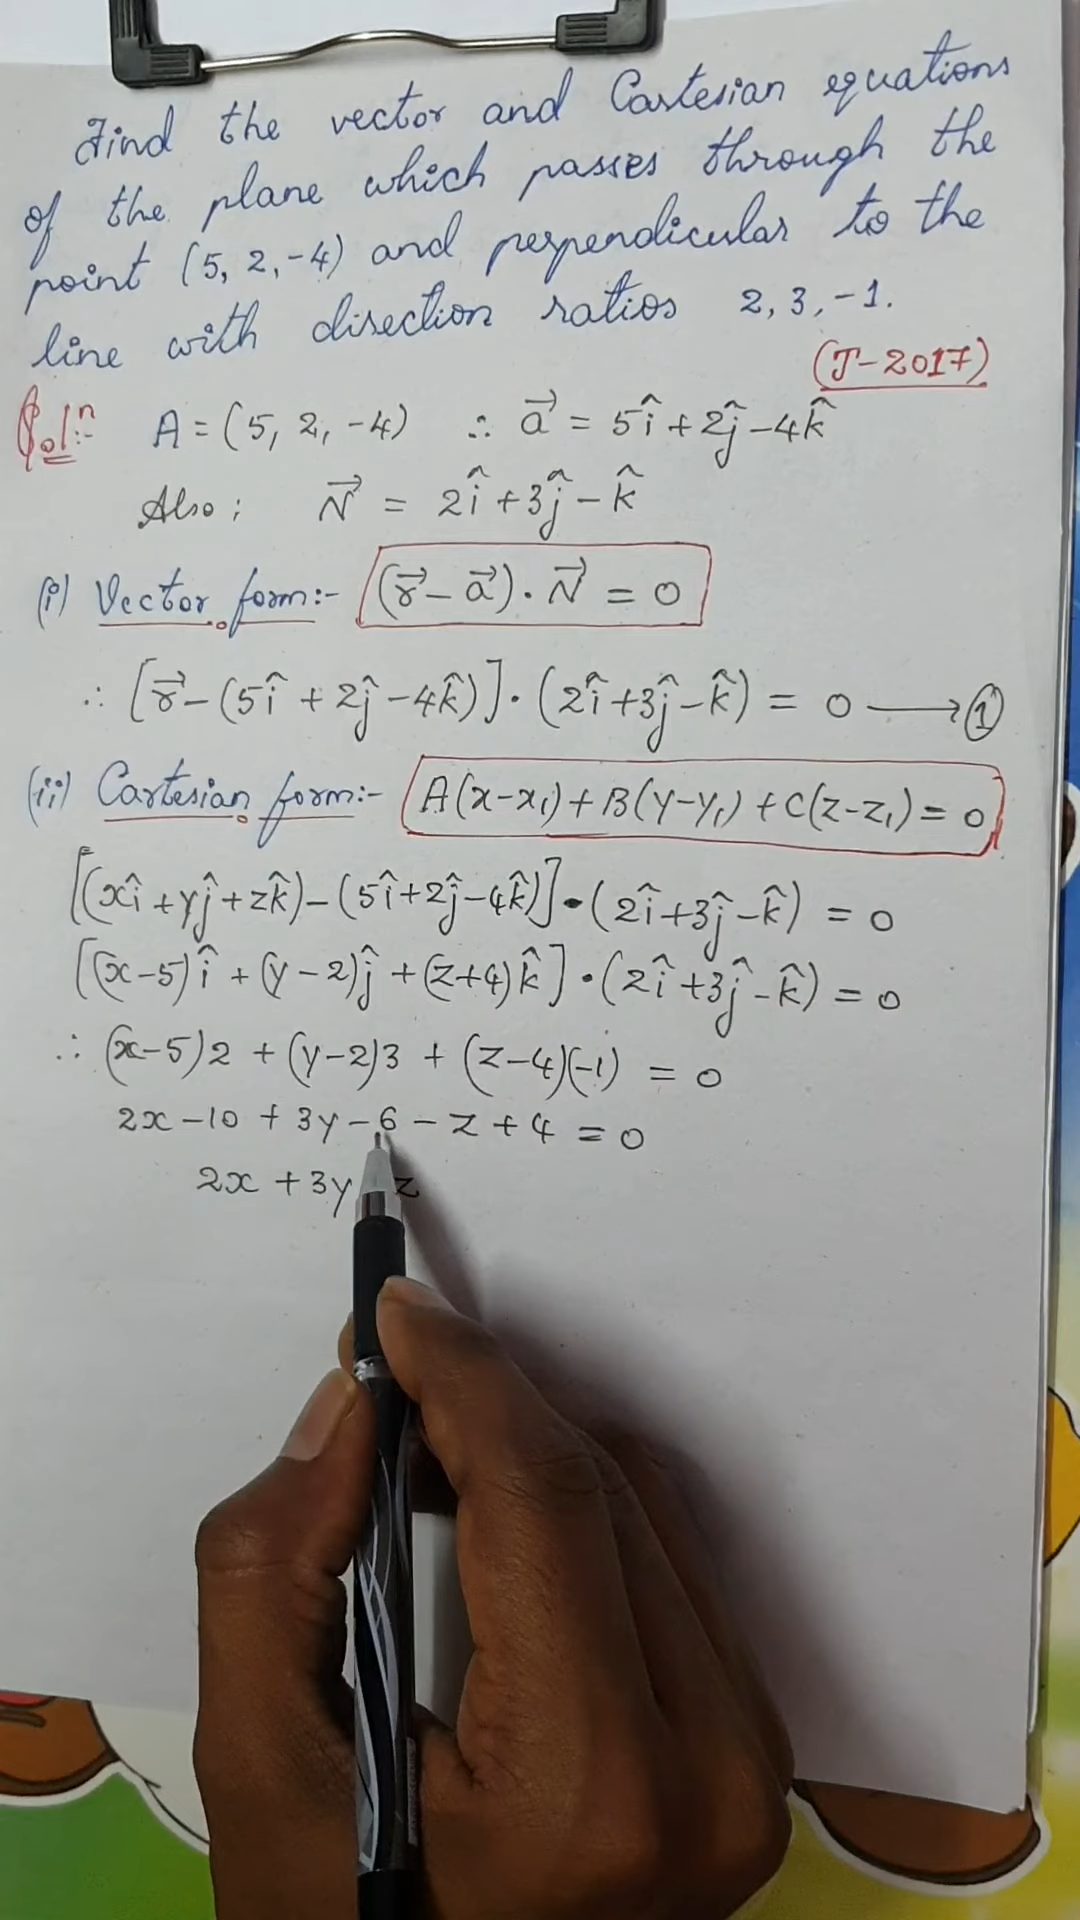 Find the vector and Cartesian equations
of the plane which passes through the
point (5, 2, -4) and perpendicular to the
line with direction ratios 2, 3, -1.
(J-2017)
Solⁿ:- A = (5, 2, -4) ∴ a⃗ = 5î + 2ĵ - 4k̂
Also; N⃗ = 2î + 3ĵ - k̂
(i) Vector form:- (r⃗ - a⃗) · N⃗ = 0
∴ [r⃗ - (5î + 2ĵ - 4k̂)] · (2î + 3ĵ - k̂) = 0 → ①
(ii) Cartesian form:- A(x-x₁) + B(y-y₁) + C(z-z₁) = 0
[(xî + yĵ + zk̂) - (5î + 2ĵ - 4k̂)] · (2î + 3ĵ - k̂) = 0
[(x-5)î + (y-2)ĵ + (z+4)k̂] · (2î + 3ĵ - k̂) = 0
∴ (x-5)2 + (y-2)3 + (z-4)(-1) = 0
2x - 10 + 3y - 6 - z + 4 = 0
2x + 3y z